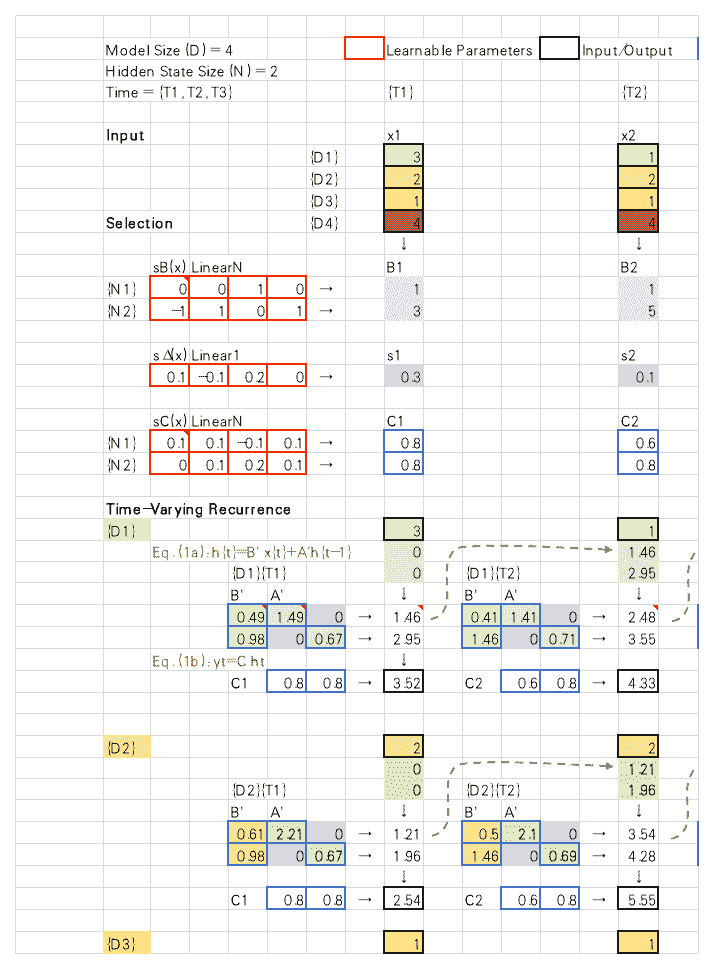 Model Size (D) = 4 Learnable Parameters Input/Output
Hidden State Size (N) = 2
Time = {T1, T2, T3} {T1} {T2}
Input x1 x2
{D1} 3 1
{D2} 2 2
{D3} 1 1
Selection {D4} 4 4
↓ ↓
sB(x) LinearN B1 B2
{N1} 0 0 1 0 → 1 1
{N2} -1 1 0 1 → 3 5
sΔ(x) Linear1 s1 s2
0.1 -0.1 0.2 0 → 0.3 0.1
sC(x) LinearN C1 C2
{N1} 0.1 0.1 -0.1 0.1 → 0.8 0.6
{N2} 0 0.1 0.2 0.1 → 0.8 0.8
Time-Varying Recurrence
{D1} 3 1
Eq.(1a):h{t}=B' x{t}+A'h{t-1} 0 1.46
{D1}{T1} 0 {D1}{T2} 2.95
B' A' ↓ B' A' ↓
0.49 1.49 0 → 1.46 0.41 1.41 0 → 2.48
0.98 0 0.67 → 2.95 1.46 0 0.71 → 3.55
Eq.(1b):yt=C ht ↓ ↓
C1 0.8 0.8 → 3.52 C2 0.6 0.8 → 4.33
{D2} 2 2
0 1.21
{D2}{T1} 0 {D2}{T2} 1.96
B' A' ↓ B' A' ↓
0.61 2.21 0 → 1.21 0.5 2.1 0 → 3.54
0.98 0 0.67 → 1.96 1.46 0 0.69 → 4.28
↓ ↓
C1 0.8 0.8 → 2.54 C2 0.6 0.8 → 5.55
{D3} 1 1